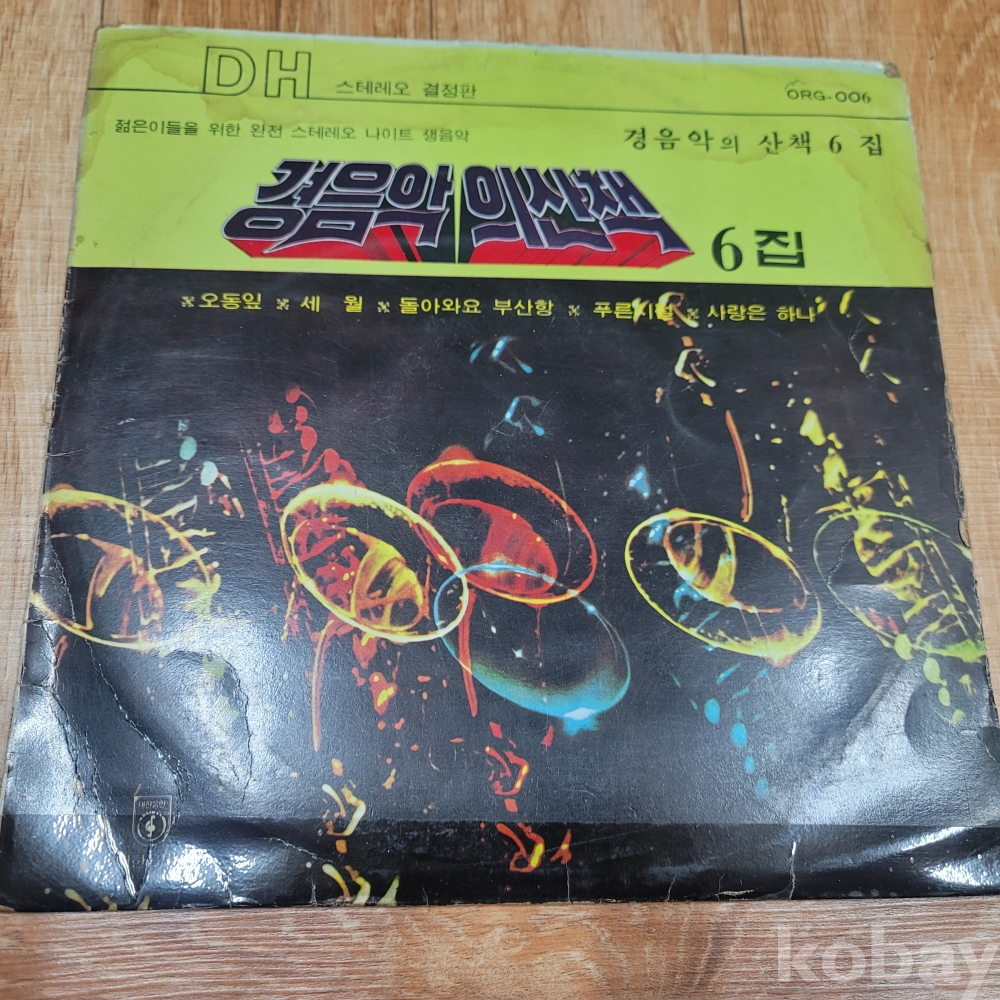 DH 스테레오 결정판
ORG-006
젊은이들을 위한 완전 스테레오 나이트 생음악
경음악의 산책 6 집
경음악의산책
6 집
오동잎 세 월 돌아와요 부산항 푸른시절 사랑은 하나
kobay